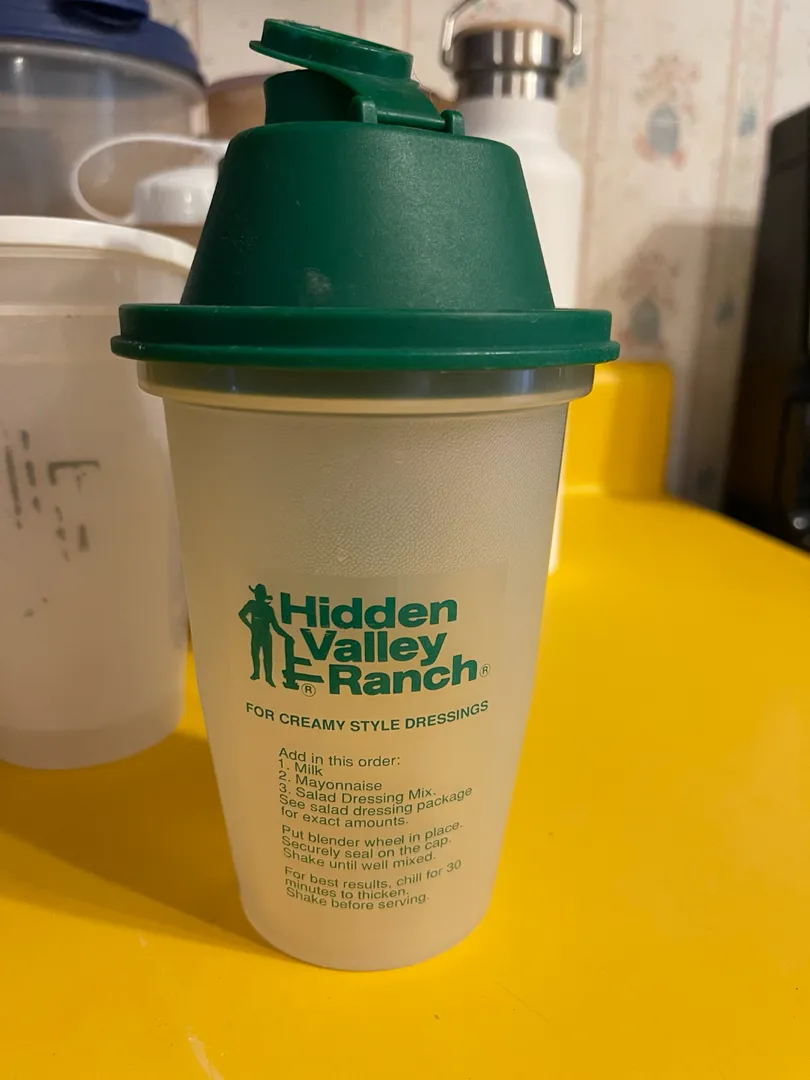 Hidden
Valley
Ranch®
®
FOR CREAMY STYLE DRESSINGS
Add in this order:
1. Milk
2. Mayonnaise
3. Salad Dressing Mix.
See salad dressing package
for exact amounts.
Put blender wheel in place.
Securely seal on the cap.
Shake until well mixed.
For best results, chill for 30
minutes to thicken.
Shake before serving.